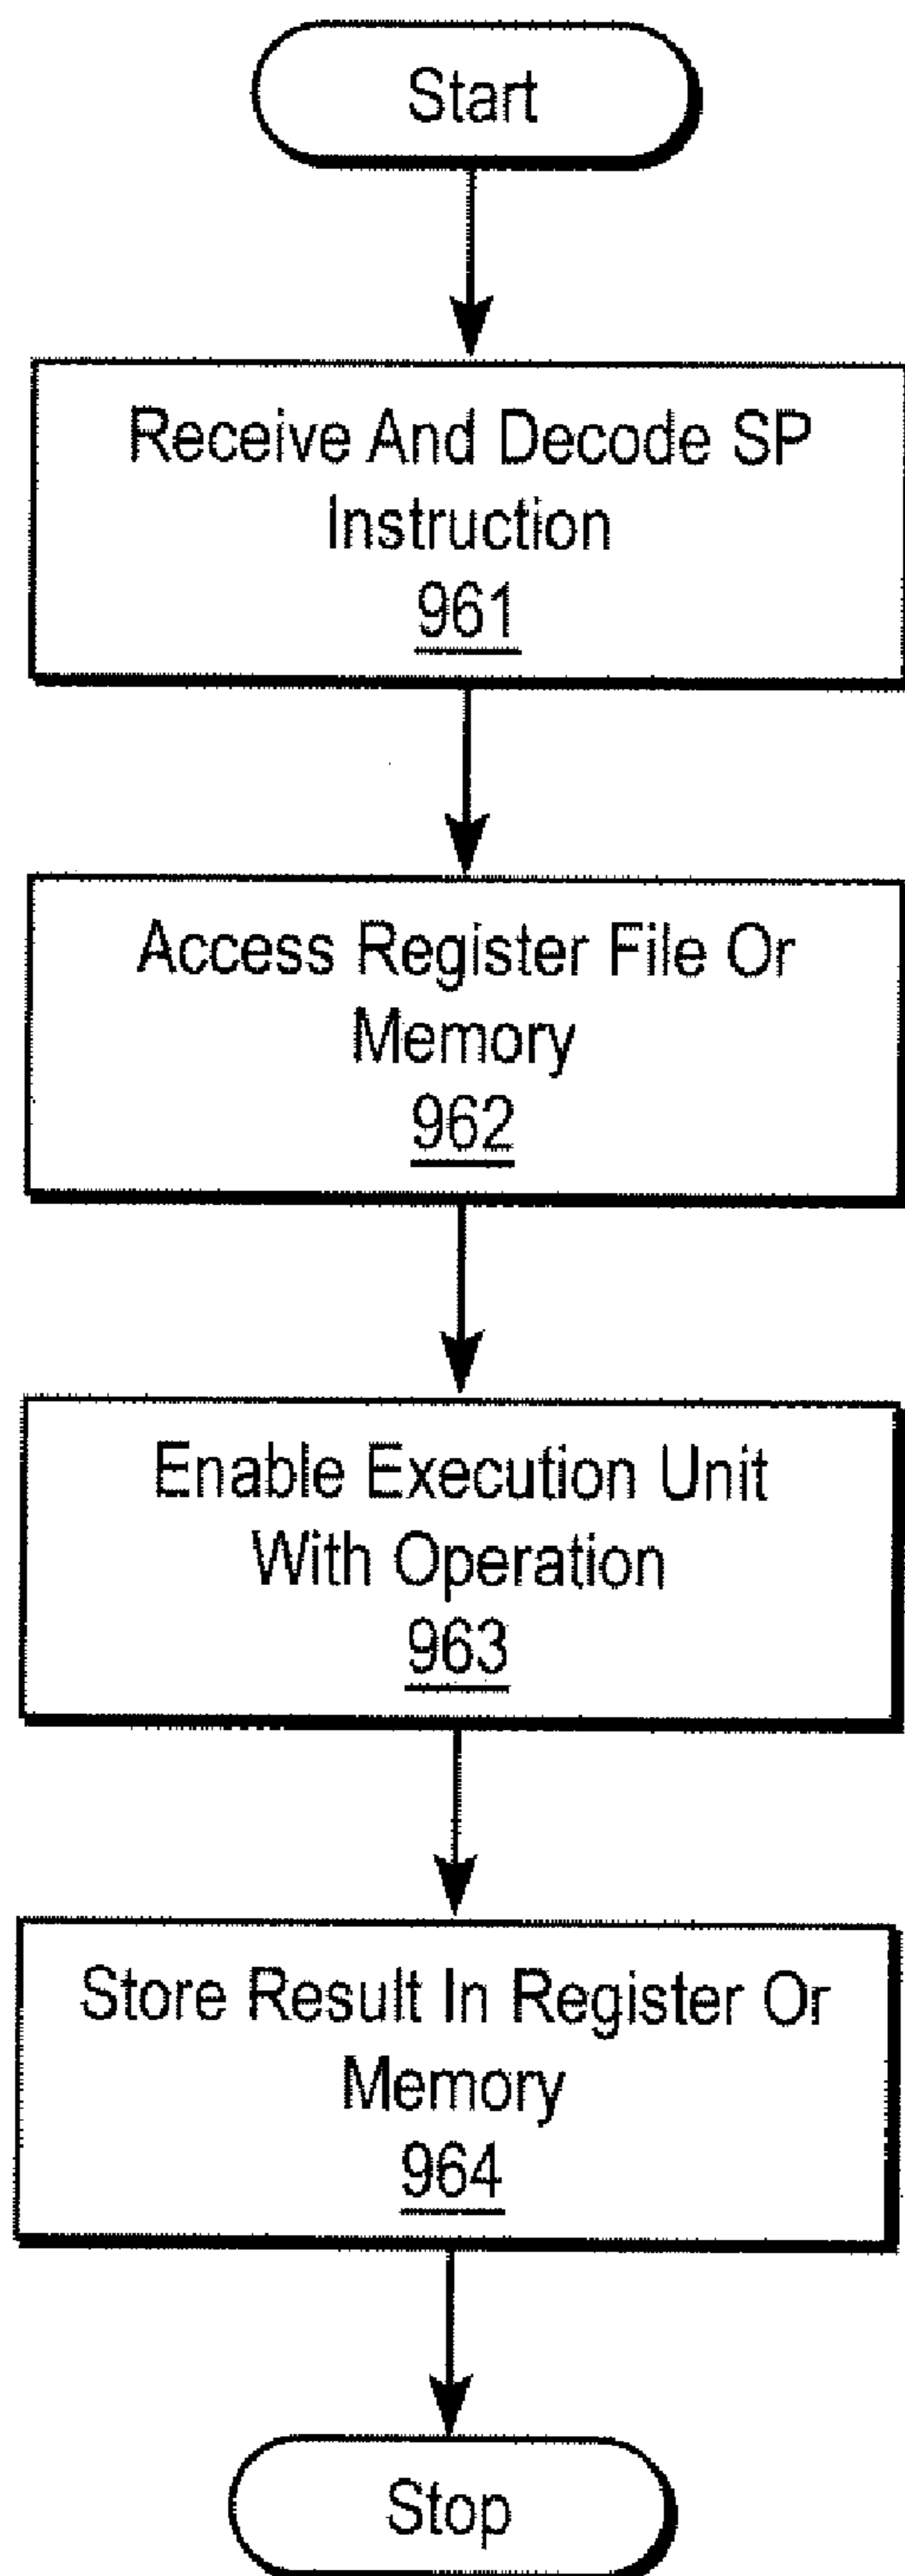 Start
Receive And Decode SP
Instruction
961
Access Register File Or
Memory
962
Enable Execution Unit
With Operation
963
Store Result In Register Or
Memory
964
Stop